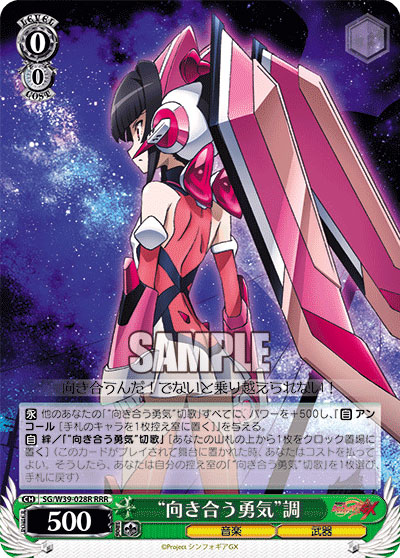 LEVEL
0
0
COST
SAMPLE
向き合うんだ!でないと乗り越えられない!
永 他のあなたの「“向き合う勇気”切歌」すべてに、パワーを+500し、『自 アン
コール [手札のキャラを1枚控え室に置く]』を与える。
自 絆/「“向き合う勇気”切歌」 [あなたの山札の上から1枚をクロック置場に
置く] (このカードがプレイされて舞台に置かれた時、あなたはコストを払ってよ
い。そうしたら、あなたは自分の控え室の「“向き合う勇気”切歌」を1枚選び、
手札に戻す)
CH SG/W39-028R RRR
500
“向き合う勇気”調
音楽
武器
©Project シンフォギアGX